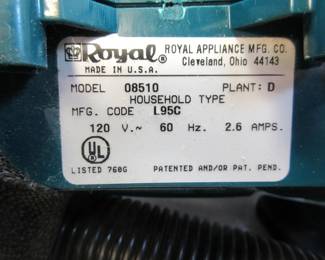 Royal® ROYAL APPLIANCE MFG. CO.
MADE IN U.S.A. Cleveland, Ohio 44143
MODEL 08510 PLANT: D
HOUSEHOLD TYPE
MFG. CODE L95C
120 V.~ 60 Hz. 2.6 AMPS.
UL ®
LISTED 760G PATENTED AND/OR PAT. PEND.